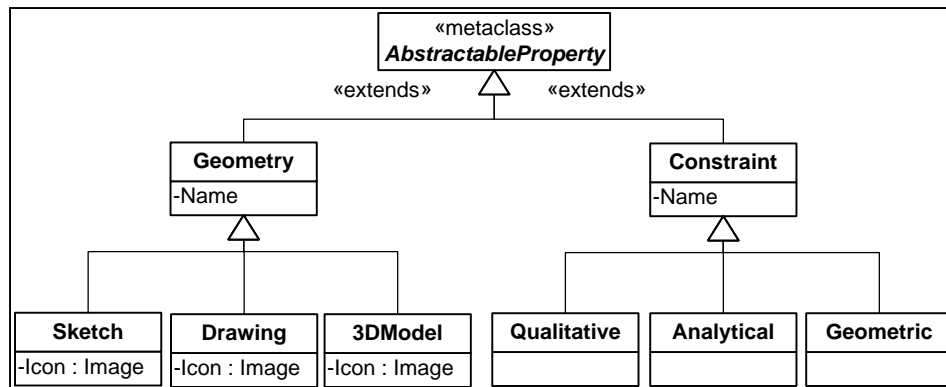 «metaclass»
AbstractableProperty
«extends» «extends»
Geometry
-Name
Constraint
-Name
Sketch
-Icon : Image
Drawing
-Icon : Image
3DModel
-Icon : Image
Qualitative
Analytical
Geometric